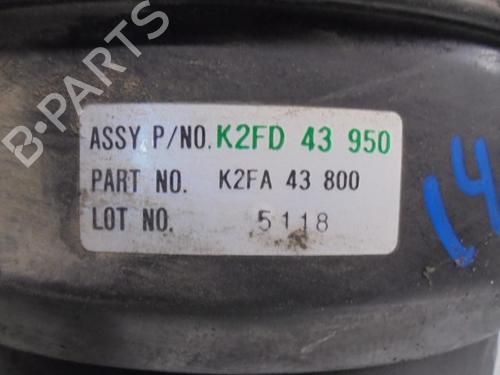 ASSY. P/NO. K2FD 43 950
PART NO. K2FA 43 800
LOT NO. 5118
14
B-PARTS